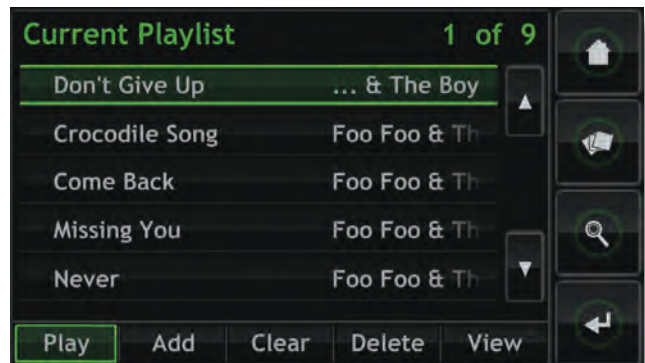 Current Playlist 1 of 9
Don't Give Up ... & The Boy
Crocodile Song Foo Foo & Th
Come Back Foo Foo & Th
Missing You Foo Foo & Th
Never Foo Foo & Th
Play Add Clear Delete View